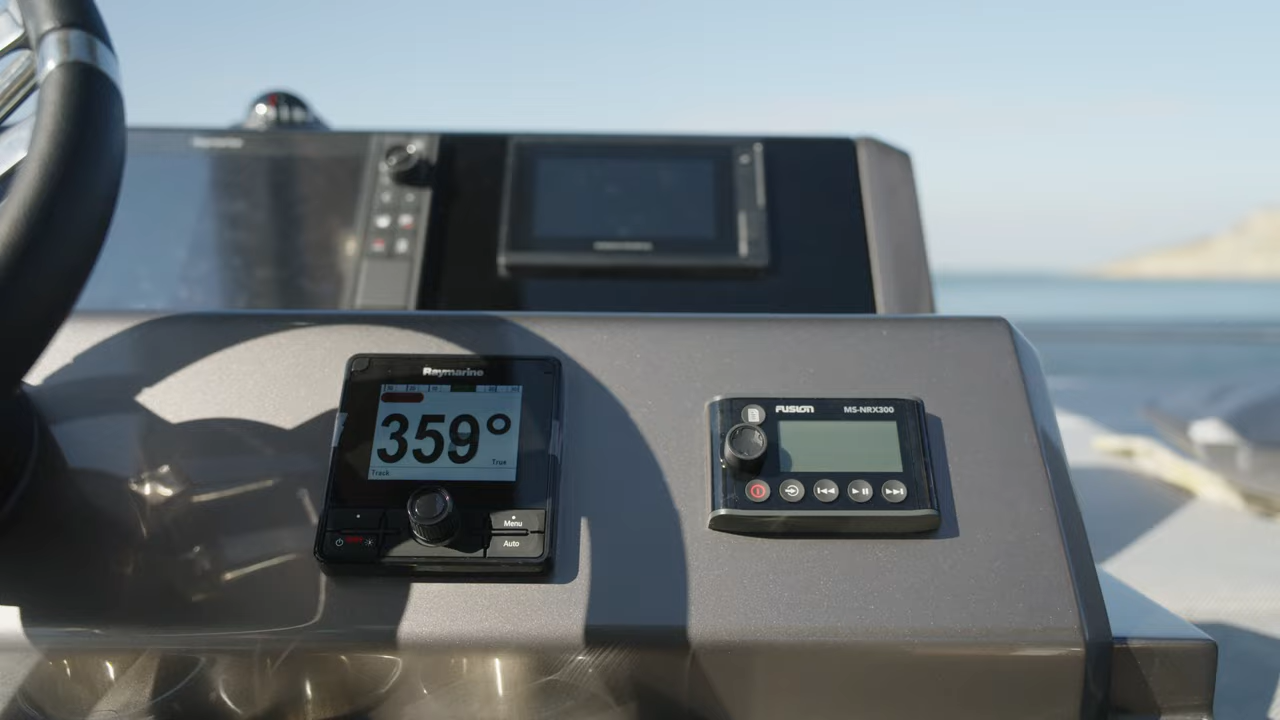 Raymarine
359°
Track
True
Menu
Auto
FUSION
MS-NRX300